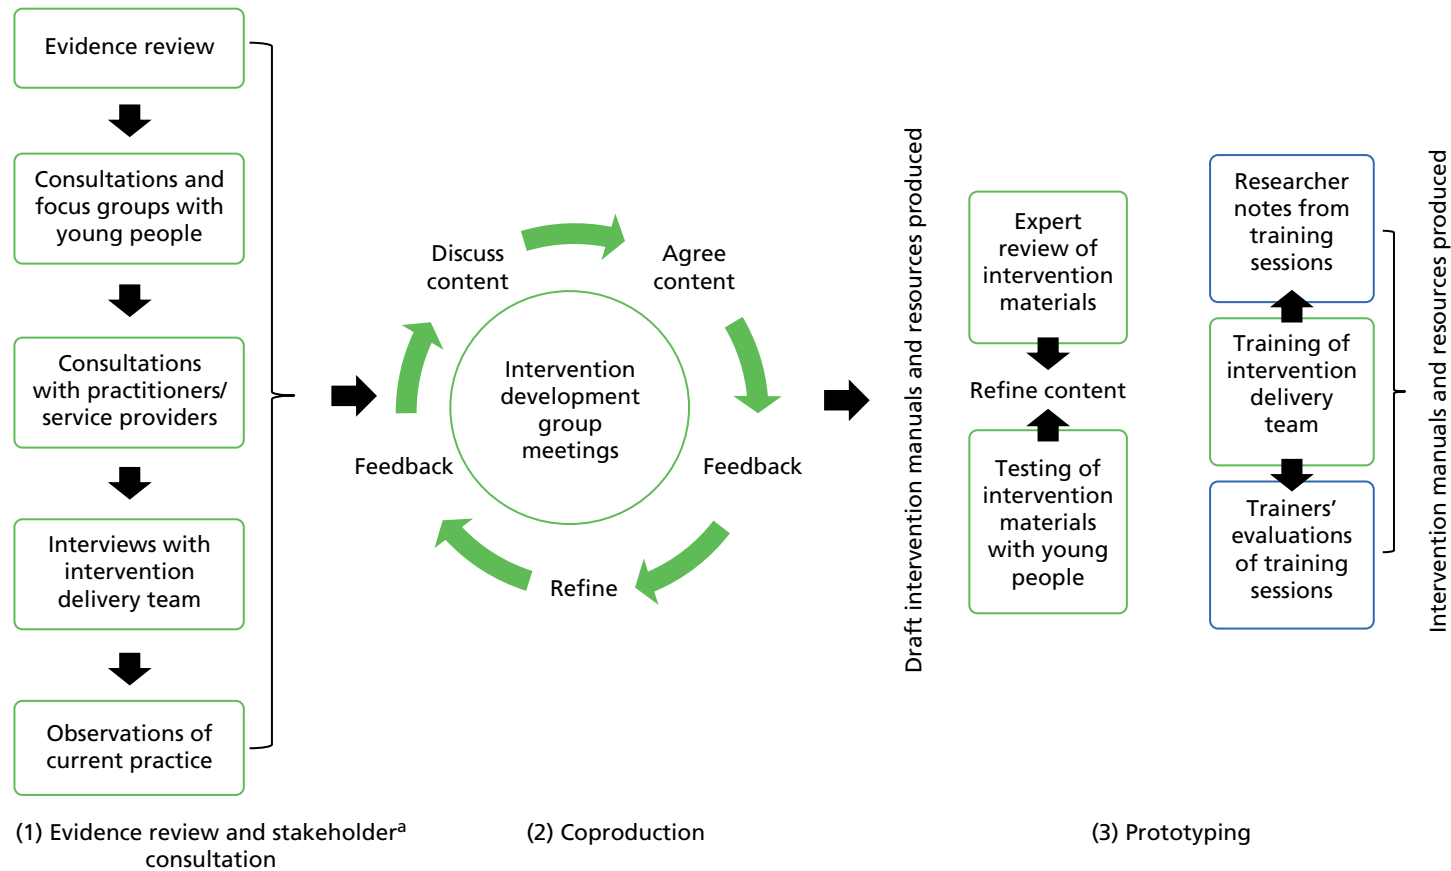 Evidence review
Consultations and
focus groups with
young people
Consultations
with practitioners/
service providers
Interviews with
intervention
delivery team
Observations of
current practice
(1) Evidence review and stakeholderᵃ
consultation
Discuss
content
Agree
content
Feedback
Refine
Feedback
Intervention
development
group
meetings
(2) Coproduction
Draft intervention manuals and resources produced
Expert
review of
intervention
materials
Refine content
Testing of
intervention
materials
with young
people
Researcher
notes from
training
sessions
Training of
intervention
delivery
team
Trainers’
evaluations
of training
sessions
Intervention manuals and resources produced
(3) Prototyping